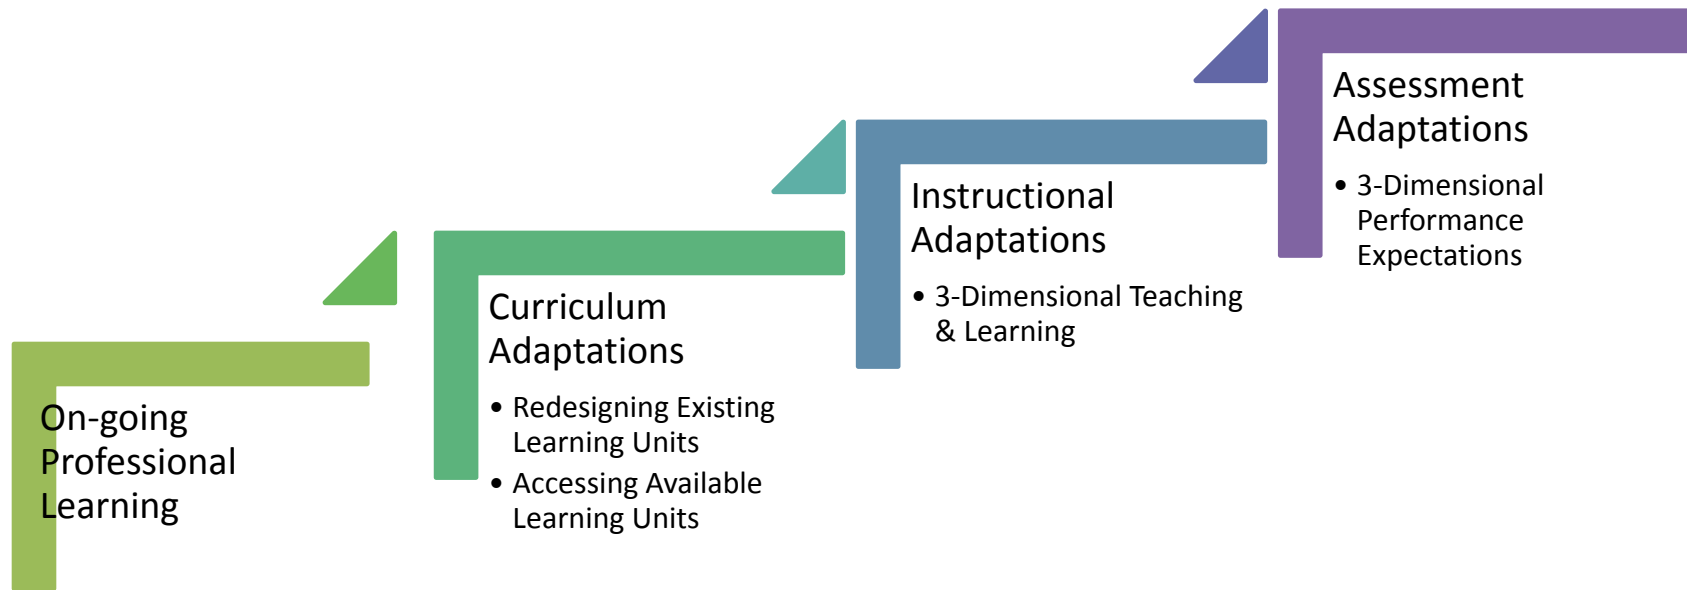 On-going
Professional
Learning
Curriculum
Adaptations
• Redesigning Existing
Learning Units
• Accessing Available
Learning Units
Instructional
Adaptations
• 3-Dimensional Teaching
& Learning
Assessment
Adaptations
• 3-Dimensional
Performance
Expectations